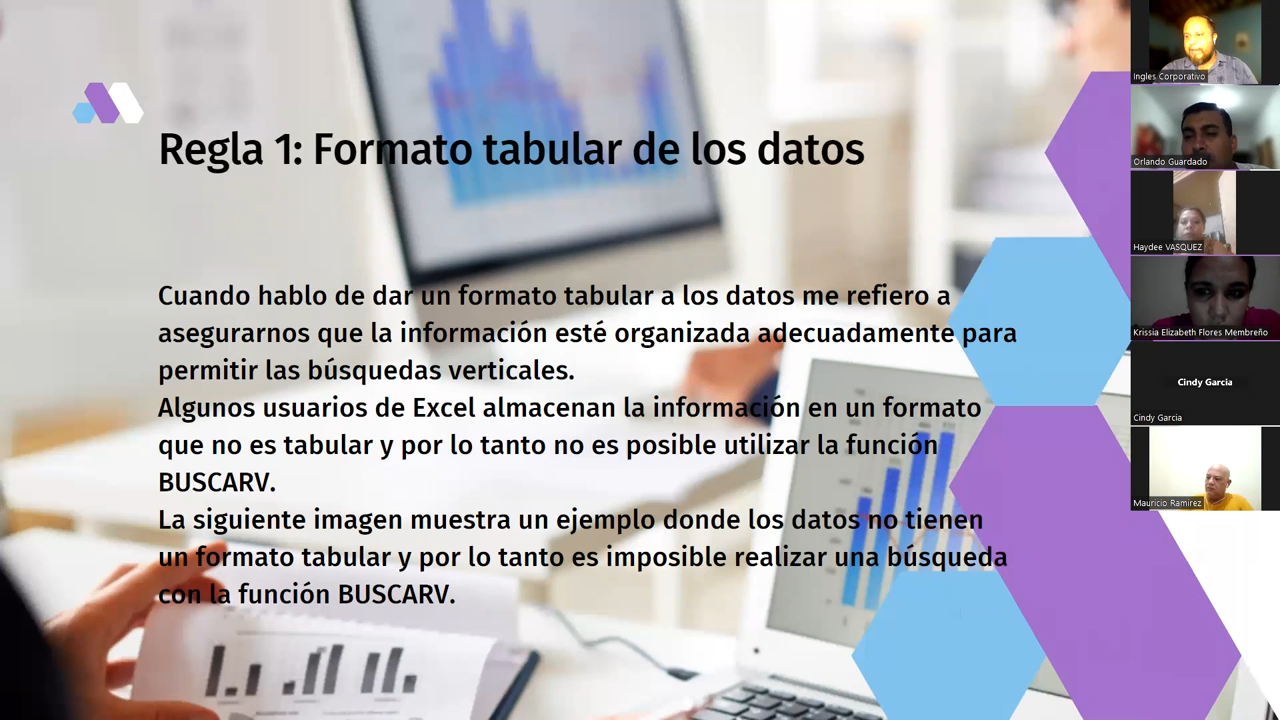 Regla 1: Formato tabular de los datos
Cuando hablo de dar un formato tabular a los datos me refiero a
asegurarnos que la información esté organizada adecuadamente para
permitir las búsquedas verticales.
Algunos usuarios de Excel almacenan la información en un formato
que no es tabular y por lo tanto no es posible utilizar la función
BUSCARV.
La siguiente imagen muestra un ejemplo donde los datos no tienen
un formato tabular y por lo tanto es imposible realizar una búsqueda
con la función BUSCARV.
Ingles Corporativo
Orlando Guardado
Haydee VASQUEZ
Krissia Elizabeth Flores Membreño
Cindy Garcia
Cindy Garcia
Mauricio Ramirez